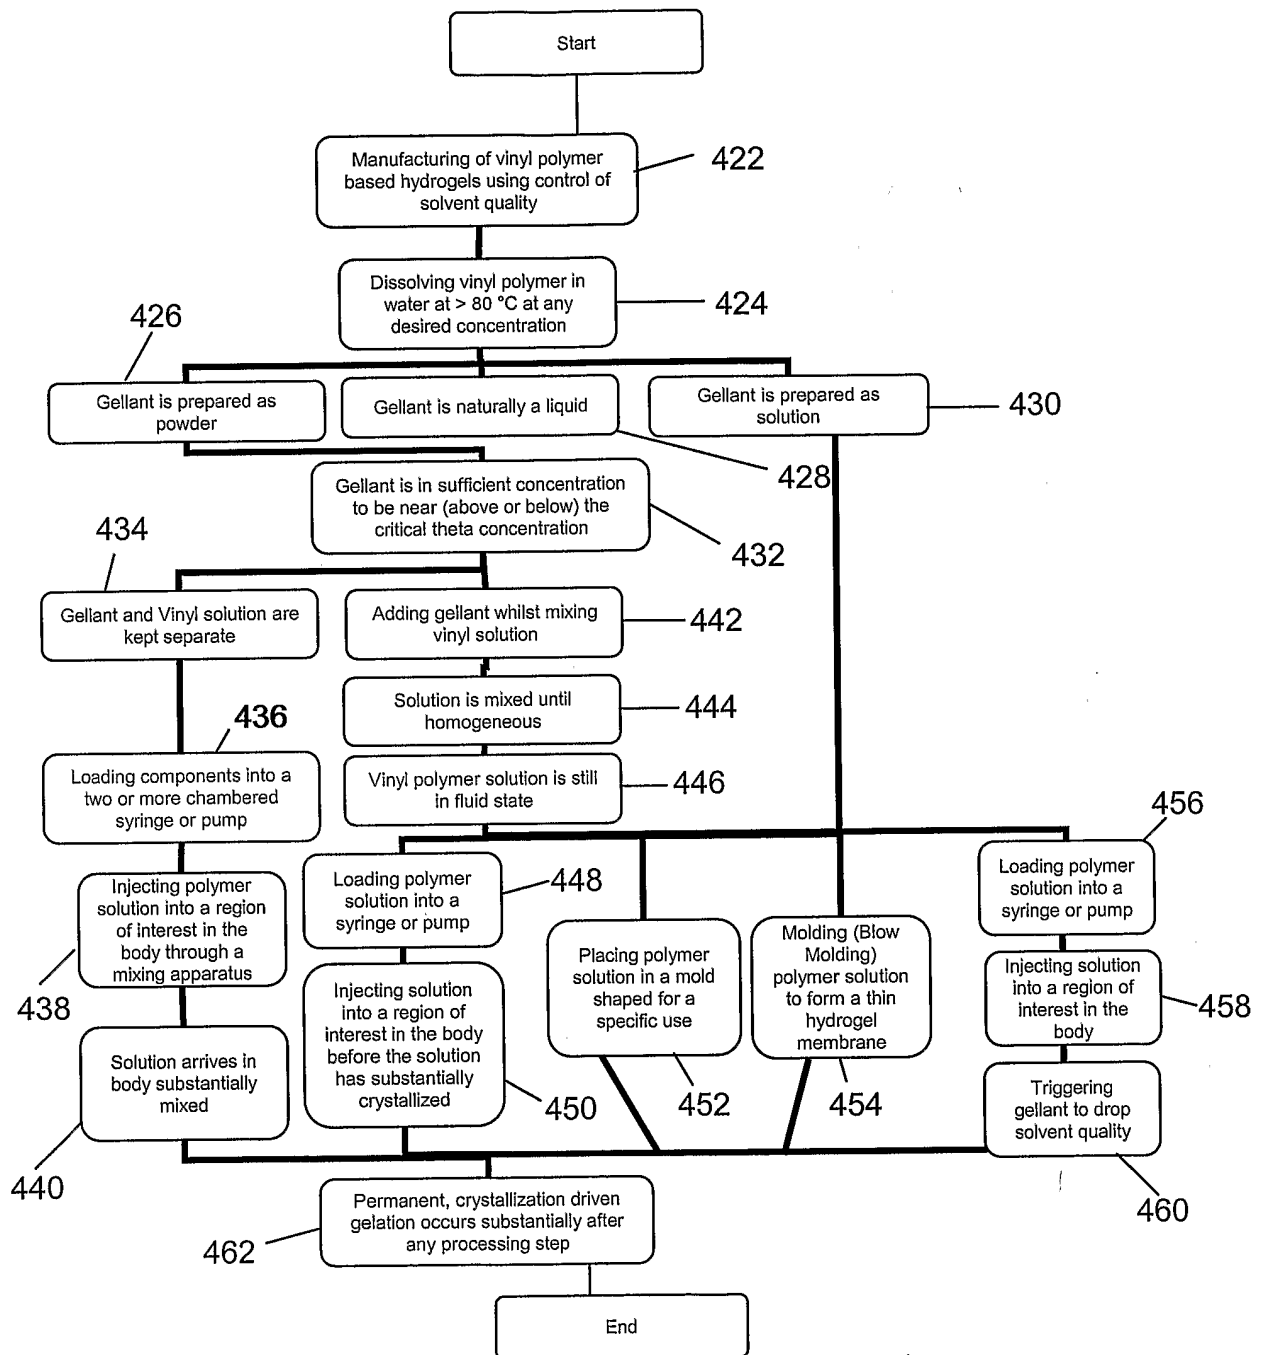 Start
Manufacturing of vinyl polymer
based hydrogels using control of
solvent quality
422
Dissolving vinyl polymer in
water at > 80 °C at any
desired concentration
424
426
Gellant is prepared as
powder
Gellant is naturally a liquid
428
Gellant is prepared as
solution
430
Gellant is in sufficient concentration
to be near (above or below) the
critical theta concentration
432
434
Gellant and Vinyl solution are
kept separate
Adding gellant whilst mixing
vinyl solution
442
Solution is mixed until
homogeneous
444
436
Loading components into a
two or more chambered
syringe or pump
Vinyl polymer solution is still
in fluid state
446
Injecting polymer
solution into a region
of interest in the
body through a
mixing apparatus
438
Solution arrives in
body substantially
mixed
440
Loading polymer
solution into a
syringe or pump
448
Injecting solution
into a region of
interest in the body
before the solution
has substantially
crystallized
450
Placing polymer
solution in a mold
shaped for a
specific use
452
Molding (Blow
Molding)
polymer solution
to form a thin
hydrogel
membrane
454
456
Loading polymer
solution into a
syringe or pump
Injecting solution
into a region of
interest in the
body
458
Triggering
gellant to drop
solvent quality
460
Permanent, crystallization driven
gelation occurs substantially after
any processing step
462
End